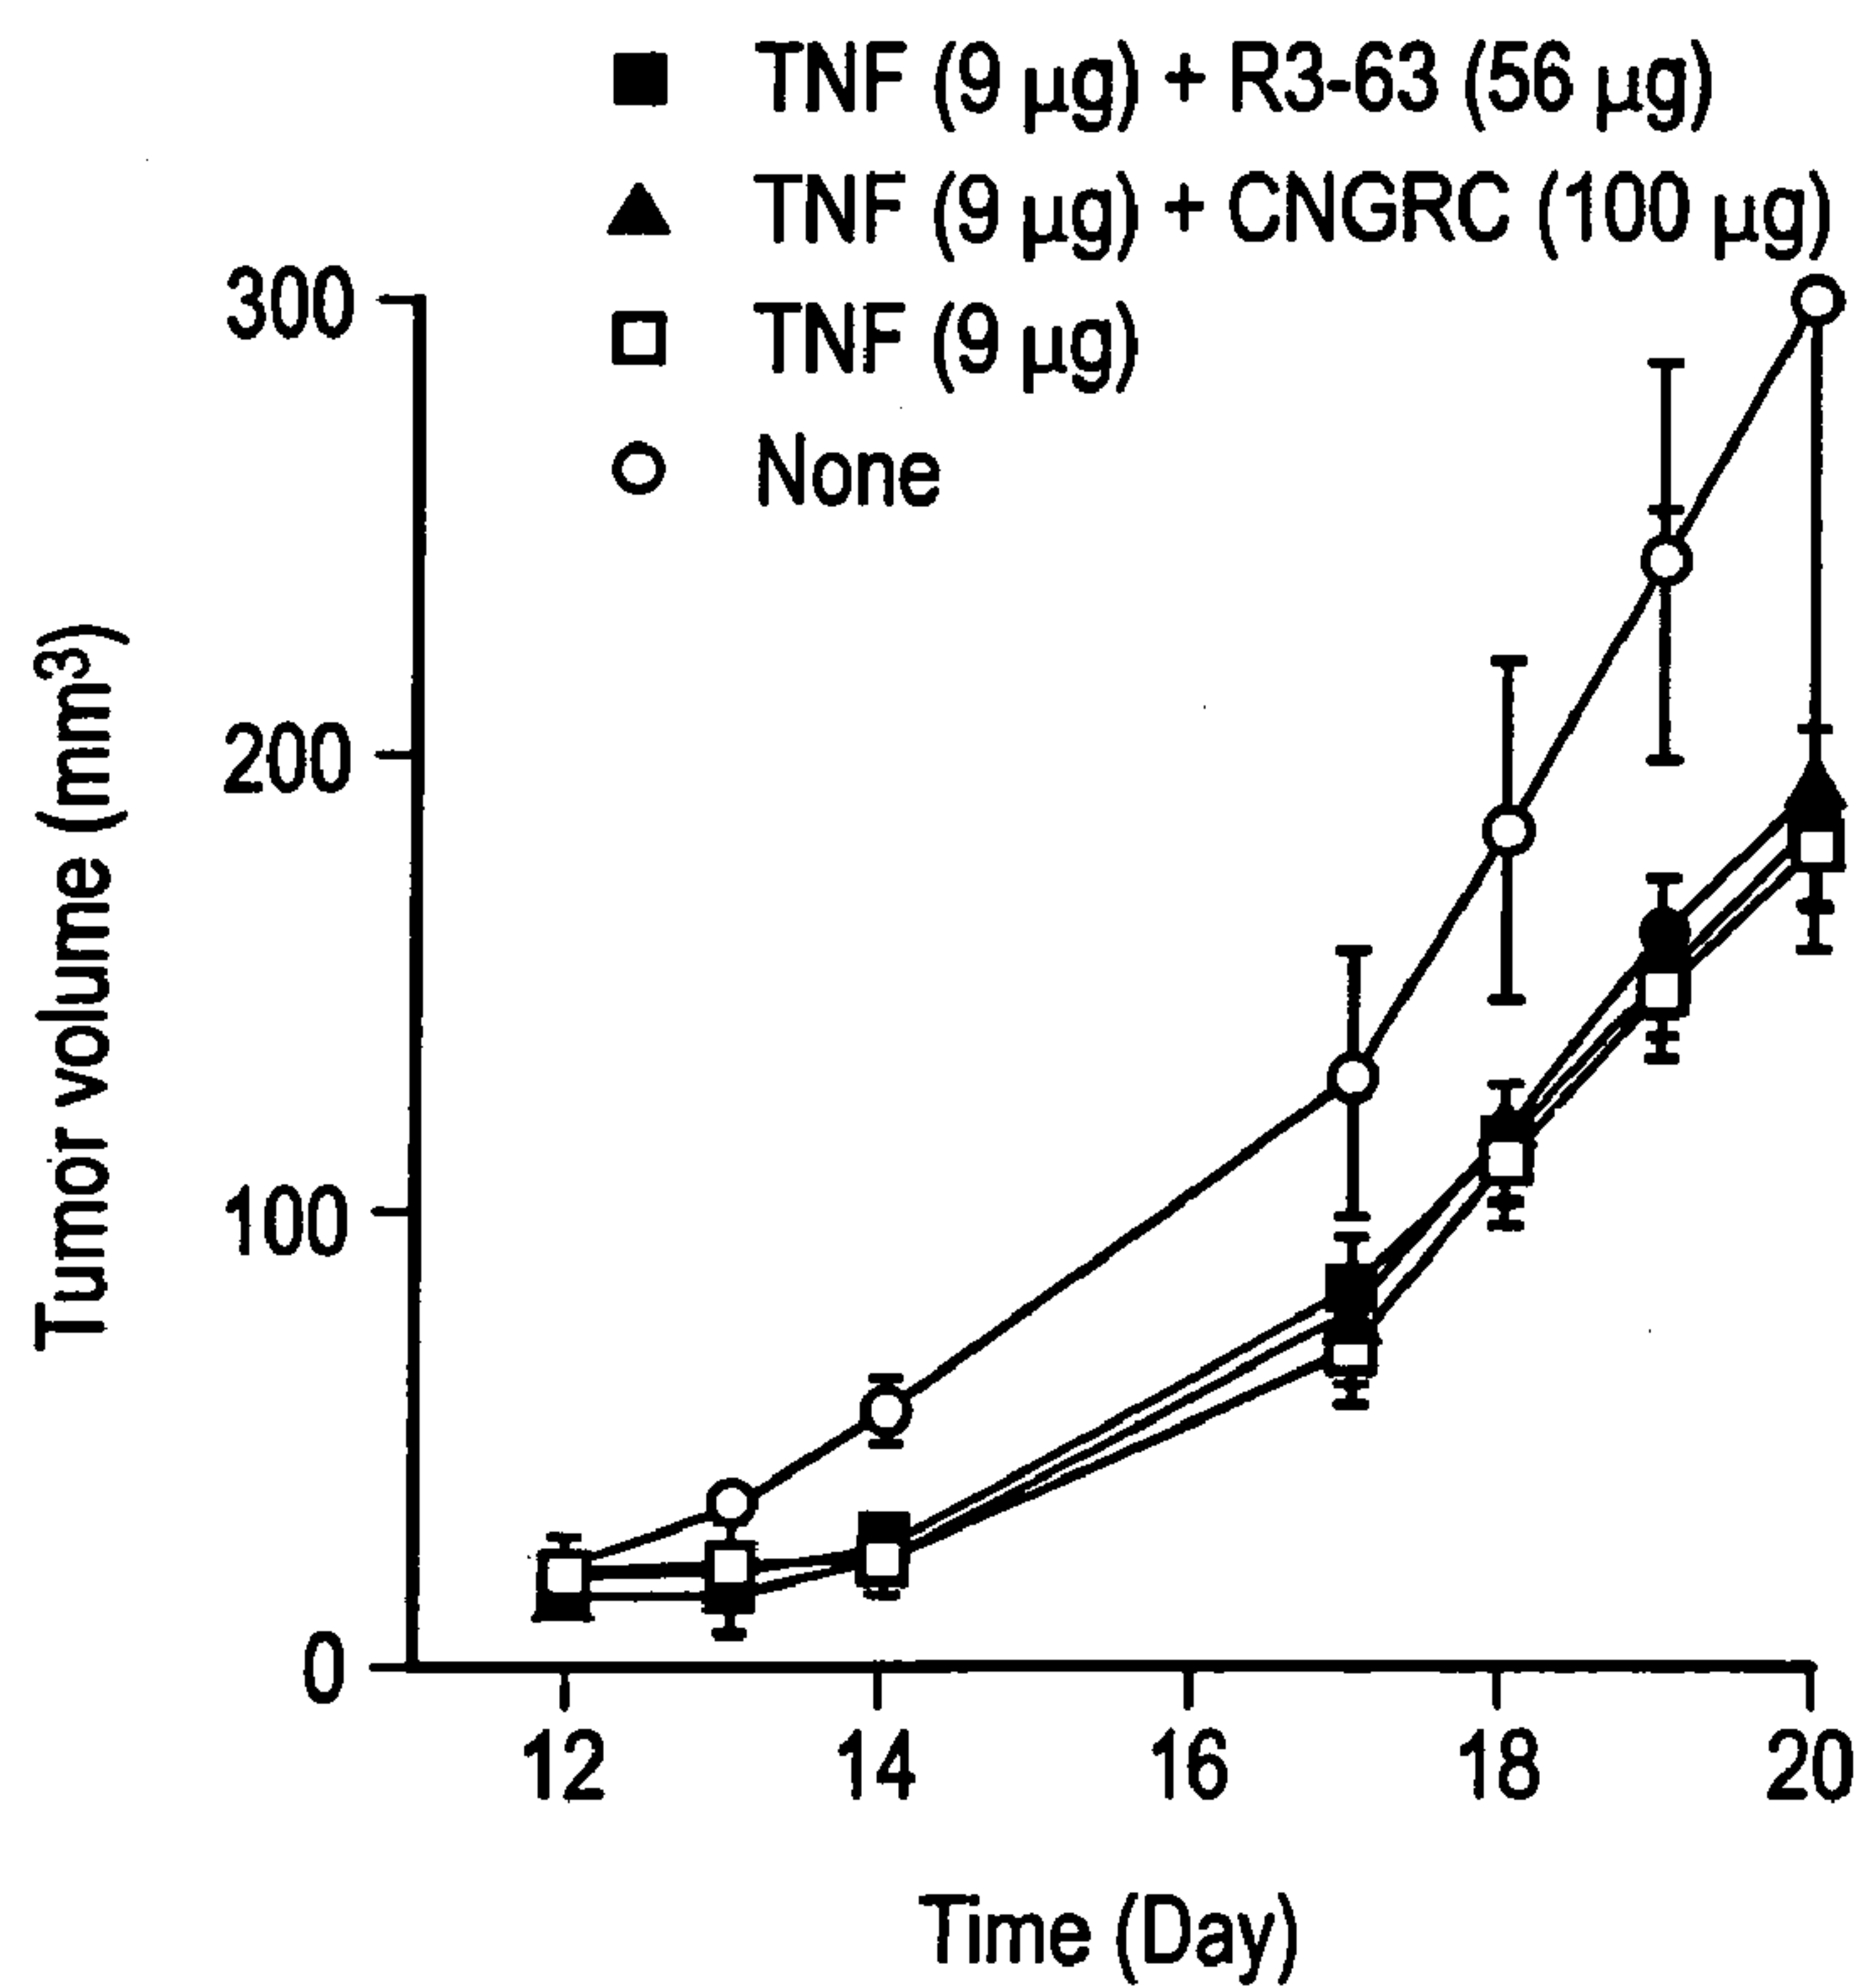 TNF (9 µg) + R3-63 (56 µg)
TNF (9 µg) + CNGRC (100 µg)
TNF (9 µg)
None
Tumor volume (mm³)
300
200
100
0
12 14 16 18 20
Time (Day)